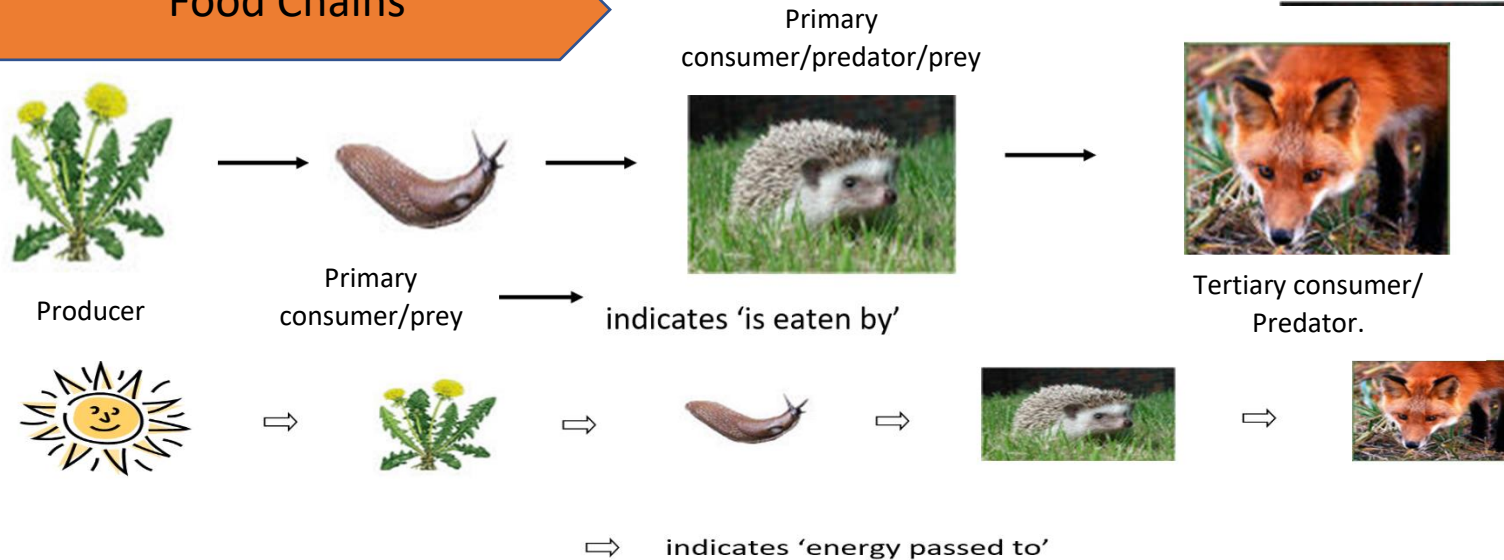 Food Chains
Primary
consumer/predator/prey
Producer
Primary
consumer/prey
indicates ‘is eaten by’
Tertiary consumer/
Predator.
indicates ‘energy passed to’